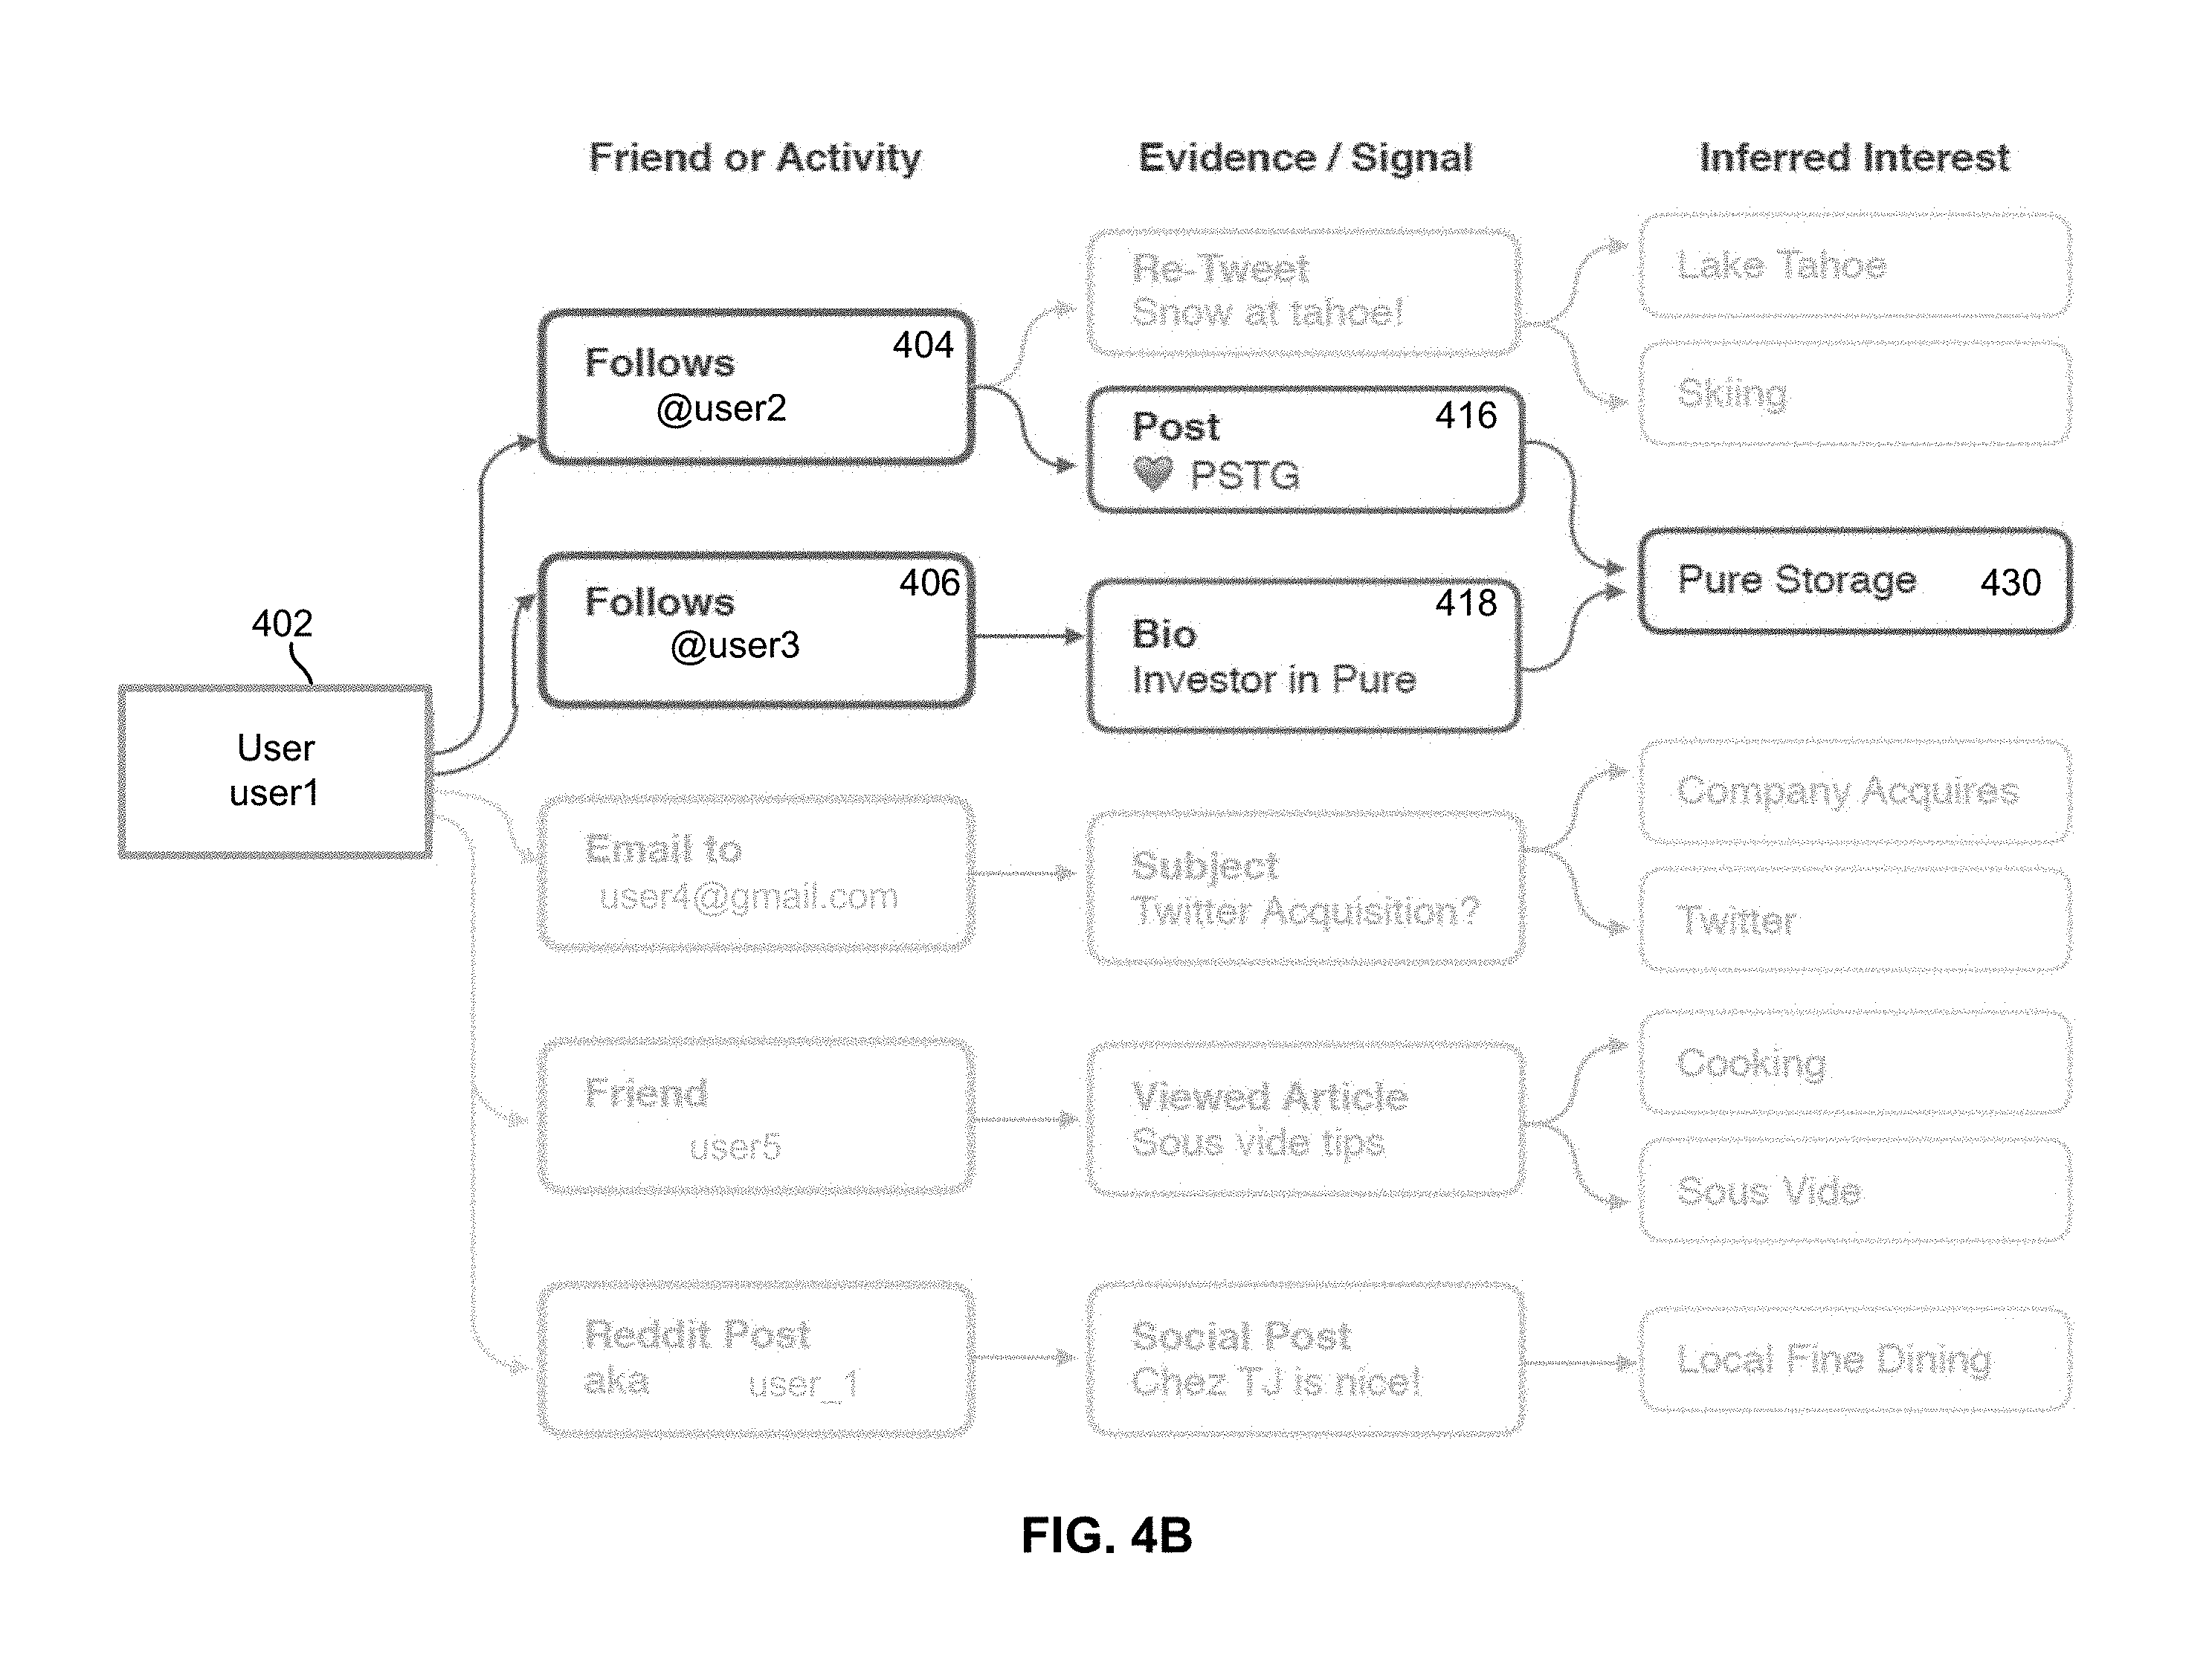 Friend or Activity
Evidence / Signal
Inferred Interest
402
User
user1
Follows
404
@user2
Follows
406
@user3
Email to
user4@gmail.com
Friend
user5
Reddit Post
aka user_1
Re-Tweet
Snow at tahoe!
Post
416
PSTG
418
Bio
Investor in Pure
Subject
Twitter Acquisition?
Viewed Article
Sous vide tips
Social Post
Chez TJ is nice!
Lake Tahoe
Skiing
Pure Storage 430
Company Acquires
Twitter
Cooking
Sous Vide
Local Fine Dining
FIG. 4B